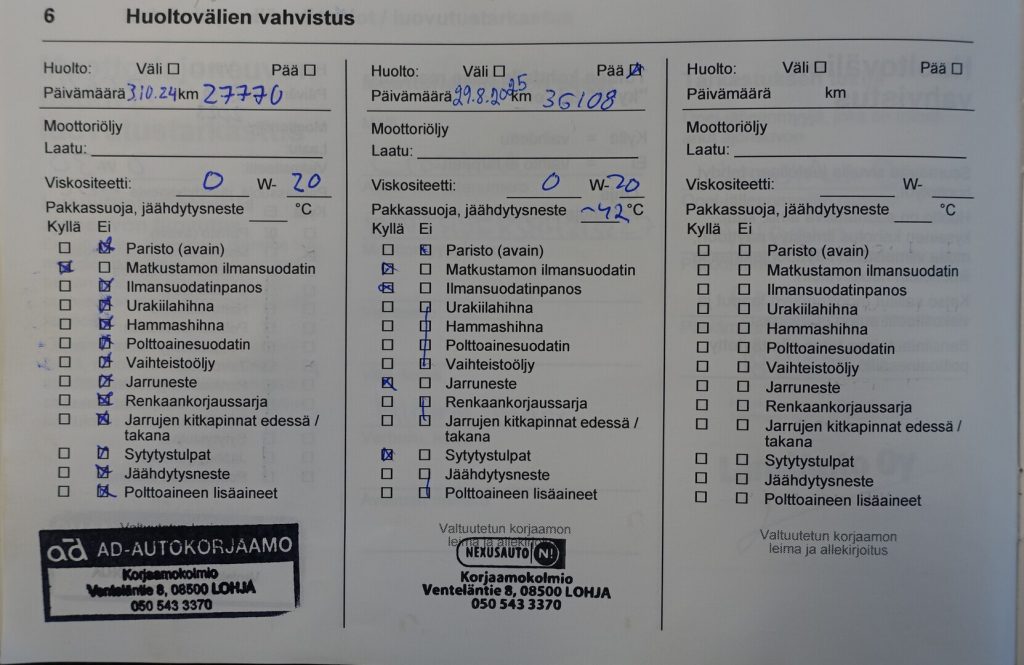 6 Huoltovälien vahvistus
Huolto: Väli Pää
Päivämäärä 3.10.24 km 27770
Moottoriöljy
Laatu:
Viskositeetti: 0 W- 20
Pakkassuoja, jäähdytysneste °C
Kyllä Ei
Paristo (avain)
Matkustamon ilmansuodatin
Ilmansuodatinpanos
Urakiilahihna
Hammashihna
Polttoainesuodatin
Vaihteistoöljy
Jarruneste
Renkaankorjaussarja
Jarrujen kitkapinnat edessä /
takana
Sytytystulpat
Jäähdytysneste
Polttoaineen lisäaineet
ad AD-AUTOKORJAAMO
Korjaamokolmio
Venteläntie 8, 08500 LOHJA
050 543 3370
Huolto: Väli Pää
Päivämäärä 29.8.2025 km 36108
Moottoriöljy
Laatu:
Viskositeetti: 0 W- 20
Pakkassuoja, jäähdytysneste ~42 °C
Kyllä Ei
Paristo (avain)
Matkustamon ilmansuodatin
Ilmansuodatinpanos
Urakiilahihna
Hammashihna
Polttoainesuodatin
Vaihteistoöljy
Jarruneste
Renkaankorjaussarja
Jarrujen kitkapinnat edessä /
takana
Sytytystulpat
Jäähdytysneste
Polttoaineen lisäaineet
Valtuutetun korjaamon
leima ja allekirjoitus
NEXUSAUTO N!
Korjaamokolmio
Venteläntie 8, 08500 LOHJA
050 543 3370
Huolto: Väli Pää
Päivämäärä km
Moottoriöljy
Laatu:
Viskositeetti: W-
Pakkassuoja, jäähdytysneste °C
Kyllä Ei
Paristo (avain)
Matkustamon ilmansuodatin
Ilmansuodatinpanos
Urakiilahihna
Hammashihna
Polttoainesuodatin
Vaihteistoöljy
Jarruneste
Renkaankorjaussarja
Jarrujen kitkapinnat edessä /
takana
Sytytystulpat
Jäähdytysneste
Polttoaineen lisäaineet
Valtuutetun korjaamon
leima ja allekirjoitus